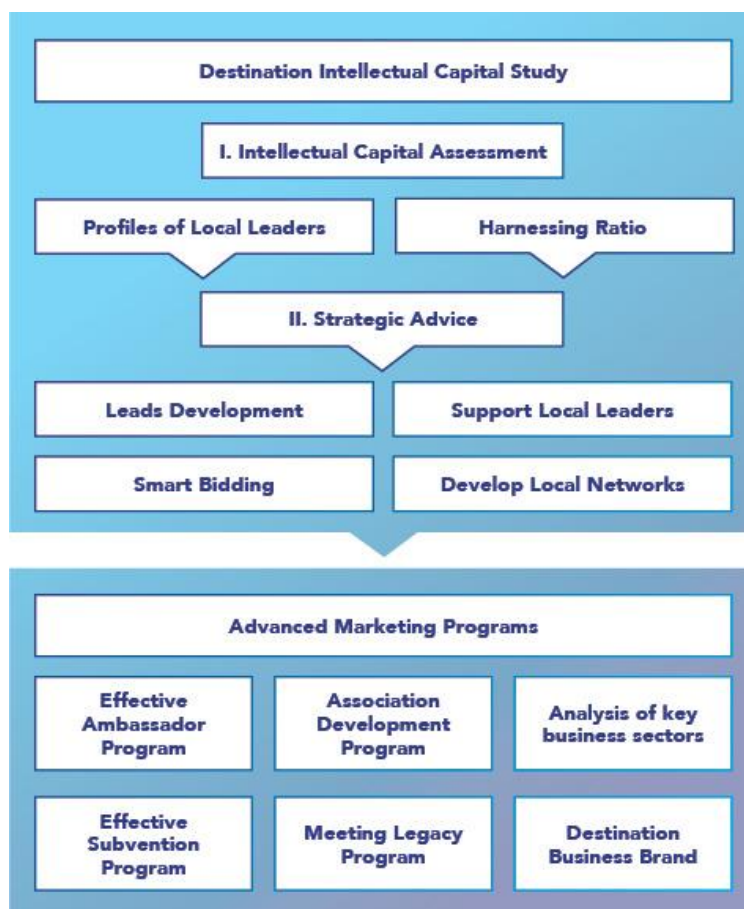 Destination Intellectual Capital Study
I. Intellectual Capital Assessment
Profiles of Local Leaders
Harnessing Ratio
II. Strategic Advice
Leads Development
Support Local Leaders
Smart Bidding
Develop Local Networks
Advanced Marketing Programs
Effective
Ambassador
Program
Association
Development
Program
Analysis of key
business sectors
Effective
Subvention
Program
Meeting Legacy
Program
Destination
Business Brand